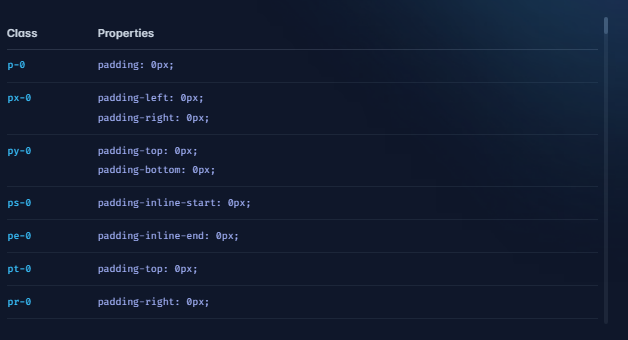 Class Properties
p-0 padding: 0px;
px-0 padding-left: 0px;
padding-right: 0px;
py-0 padding-top: 0px;
padding-bottom: 0px;
ps-0 padding-inline-start: 0px;
pe-0 padding-inline-end: 0px;
pt-0 padding-top: 0px;
pr-0 padding-right: 0px;